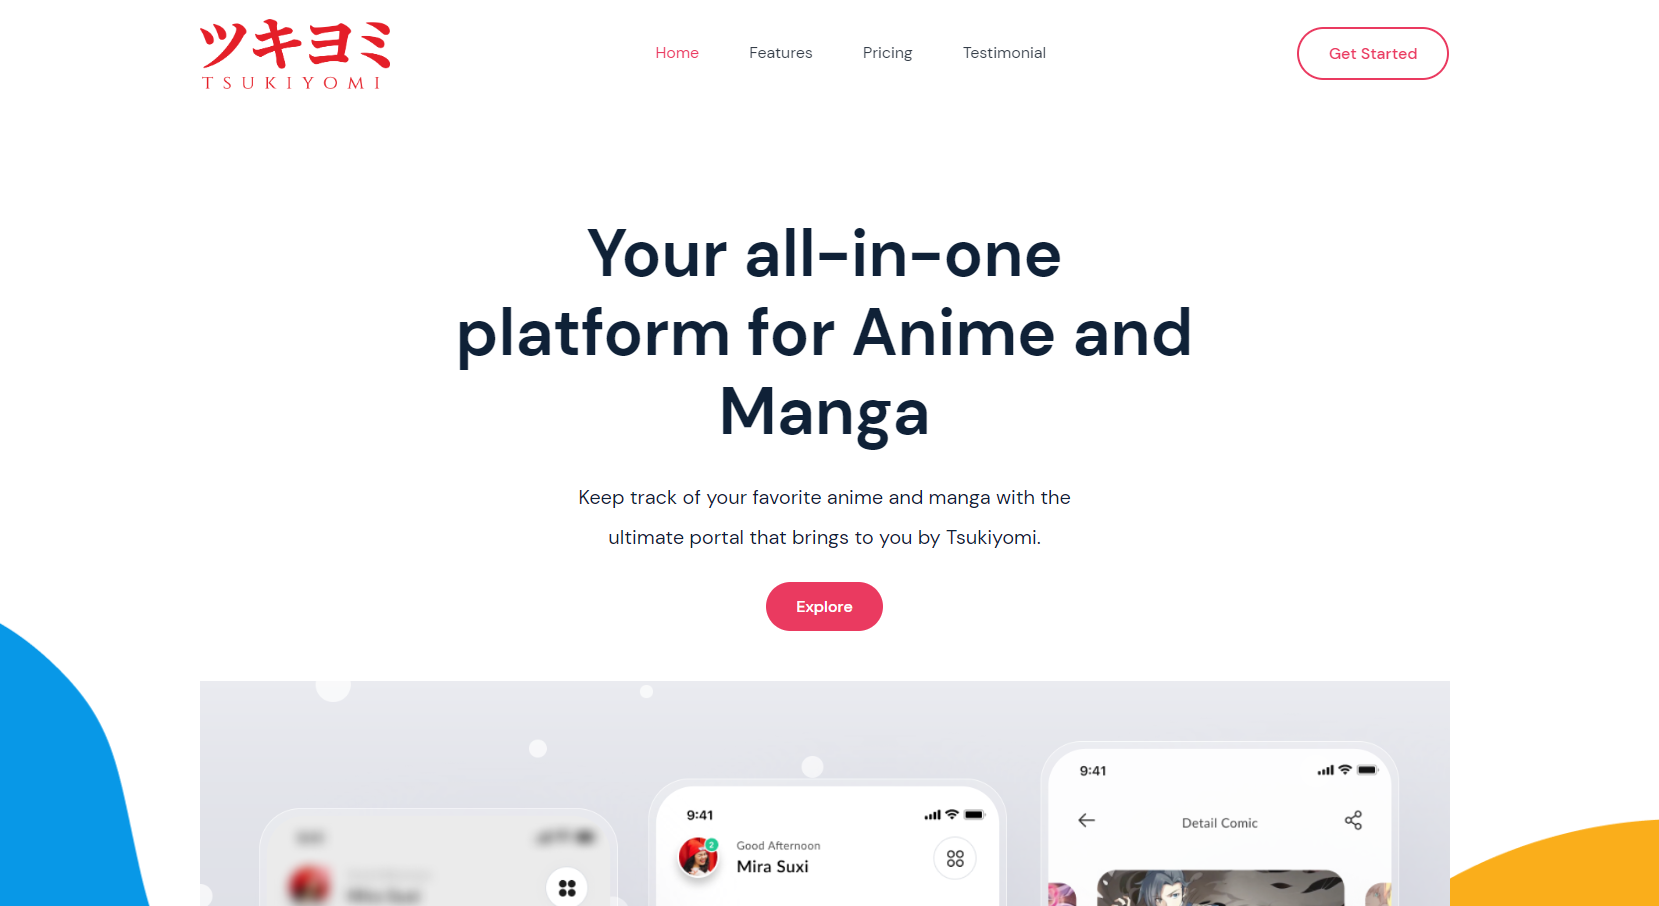 ツキヨミ
TSUKIYOMI
Home Features Pricing Testimonial
Get Started
Your all-in-one
platform for Anime and
Manga
Keep track of your favorite anime and manga with the
ultimate portal that brings to you by Tsukiyomi.
Explore
9:41
Good Afternoon
Mira Suxi
2
9:41
Detail Comic